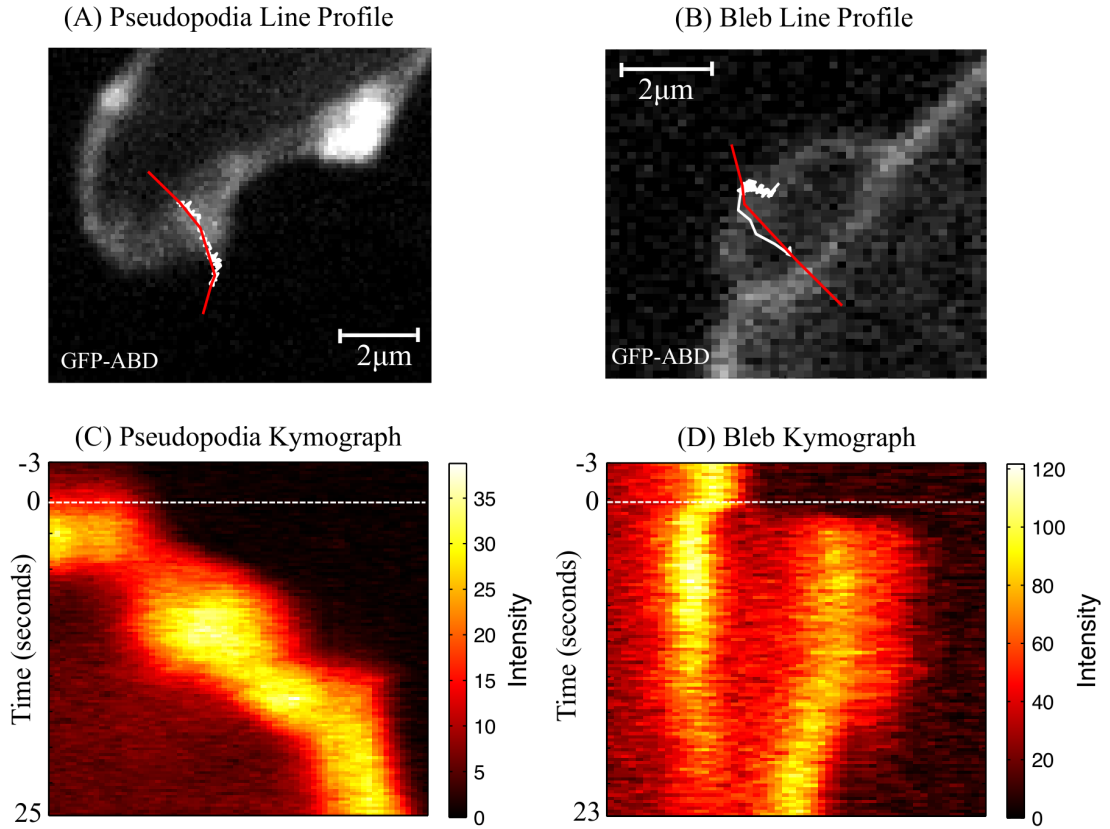 (A) Pseudopodia Line Profile
(B) Bleb Line Profile
2μm
2μm
GFP-ABD
GFP-ABD
(C) Pseudopodia Kymograph
(D) Bleb Kymograph
-3
0
25
Time (seconds)
35
30
25
20
15
10
5
0
Intensity
-3
0
23
Time (seconds)
120
100
80
60
40
20
0
Intensity